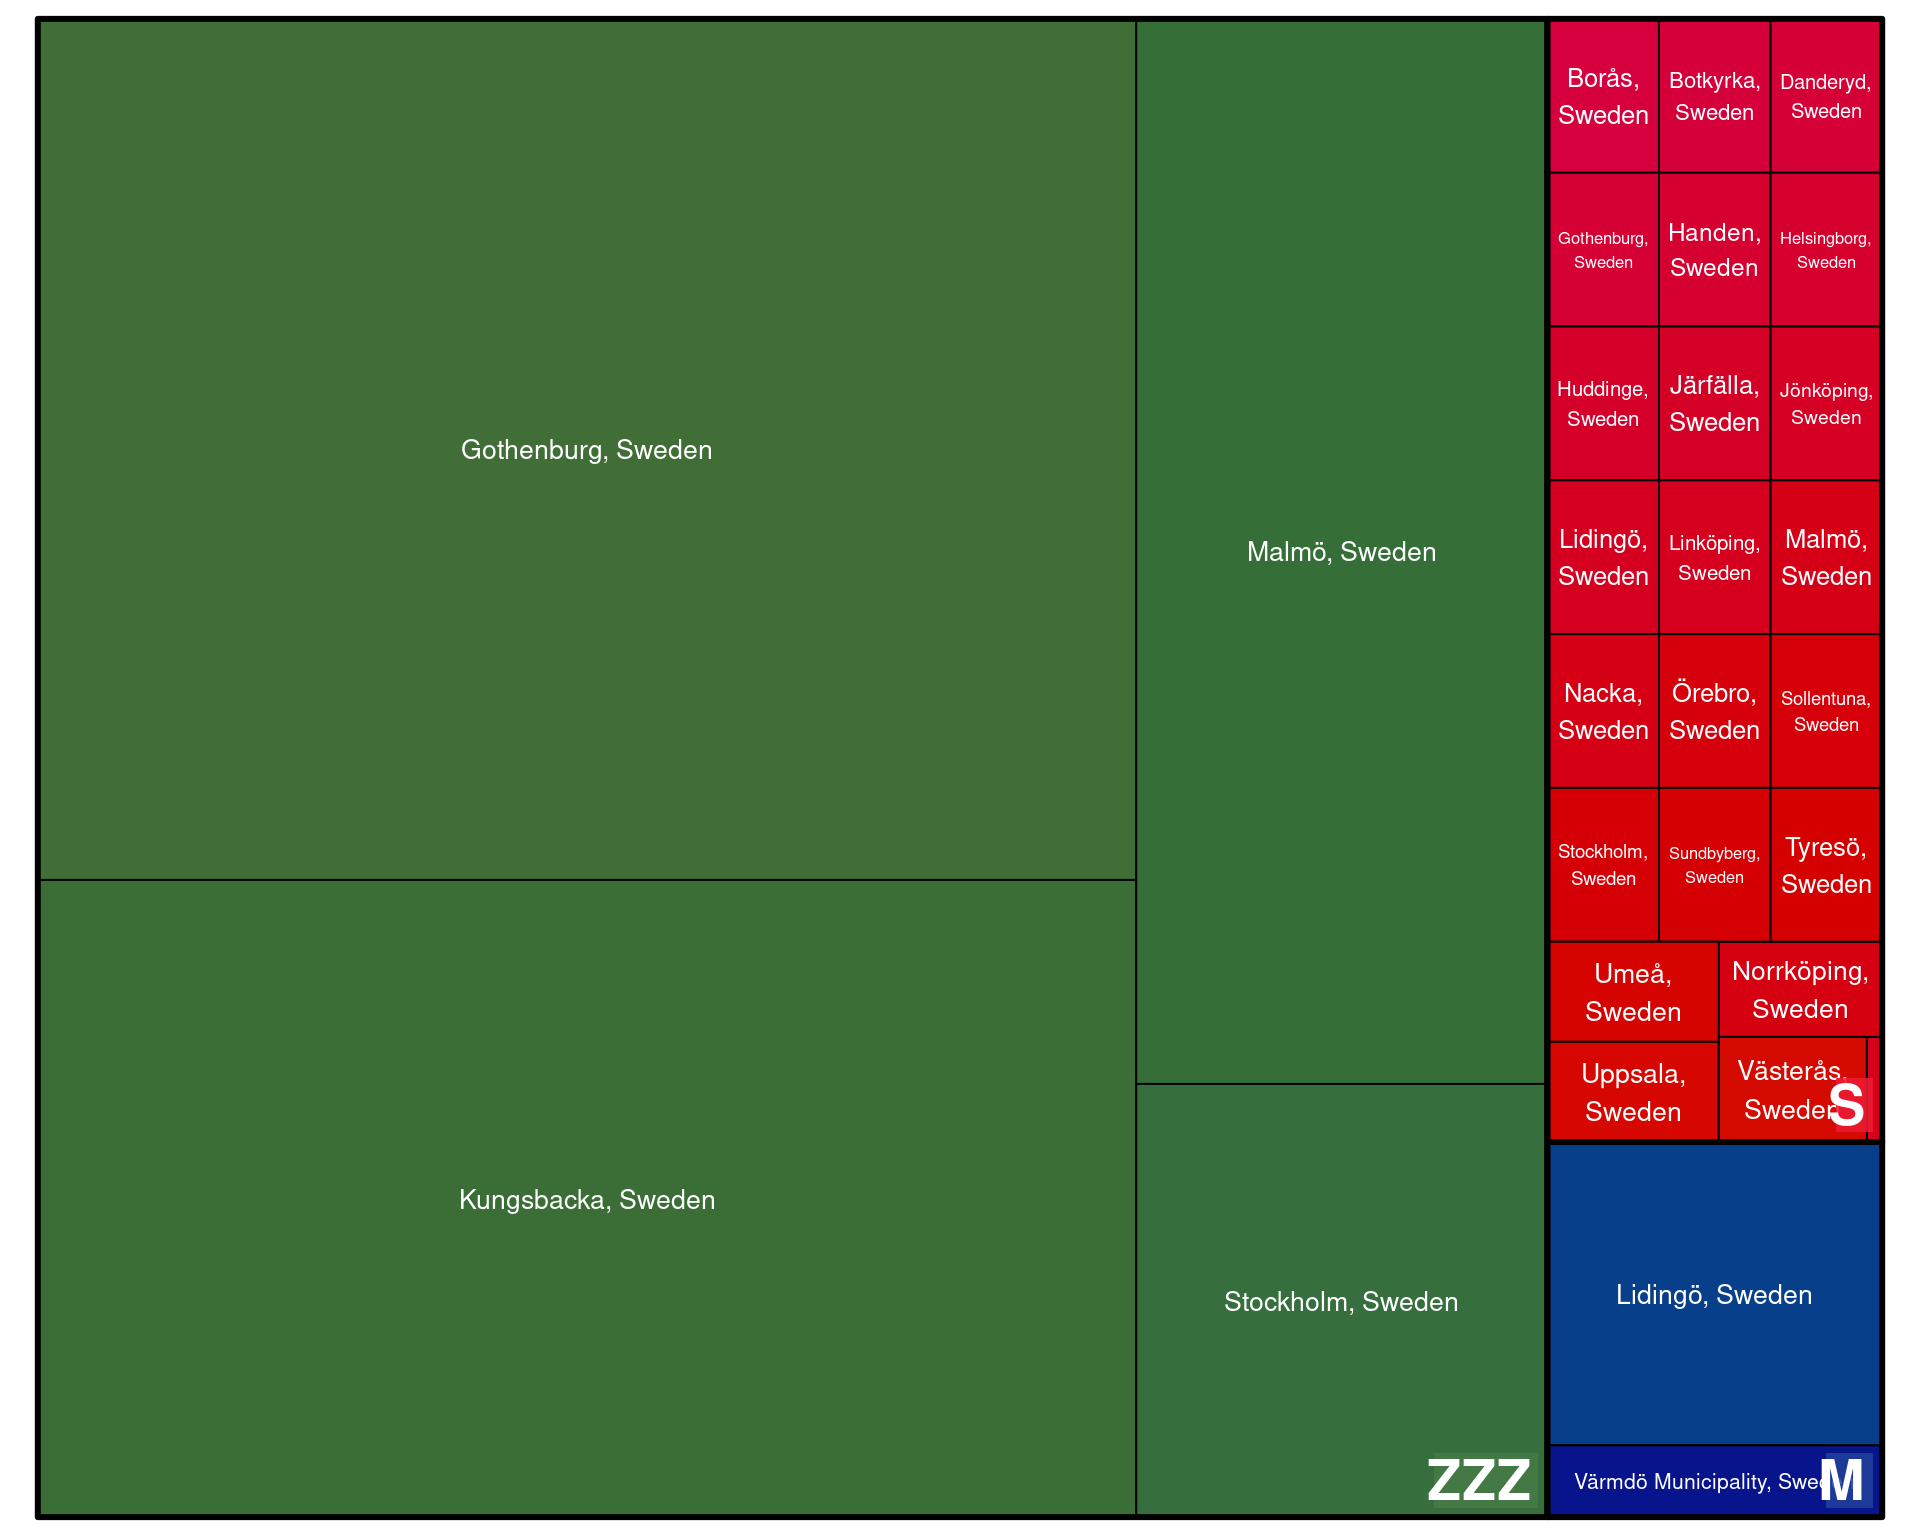 Gothenburg, Sweden
Kungsbacka, Sweden
Malmö, Sweden
Stockholm, Sweden
ZZZ
Borås,
Sweden
Botkyrka,
Sweden
Danderyd,
Sweden
Gothenburg,
Sweden
Handen,
Sweden
Helsingborg,
Sweden
Huddinge,
Sweden
Järfälla,
Sweden
Jönköping,
Sweden
Lidingö,
Sweden
Linköping,
Sweden
Malmö,
Sweden
Nacka,
Sweden
Örebro,
Sweden
Sollentuna,
Sweden
Stockholm,
Sweden
Sundbyberg,
Sweden
Tyresö,
Sweden
Umeå,
Sweden
Norrköping,
Sweden
Uppsala,
Sweden
Västerås,
Sweden
S
Lidingö, Sweden
Värmdö Municipality,
M